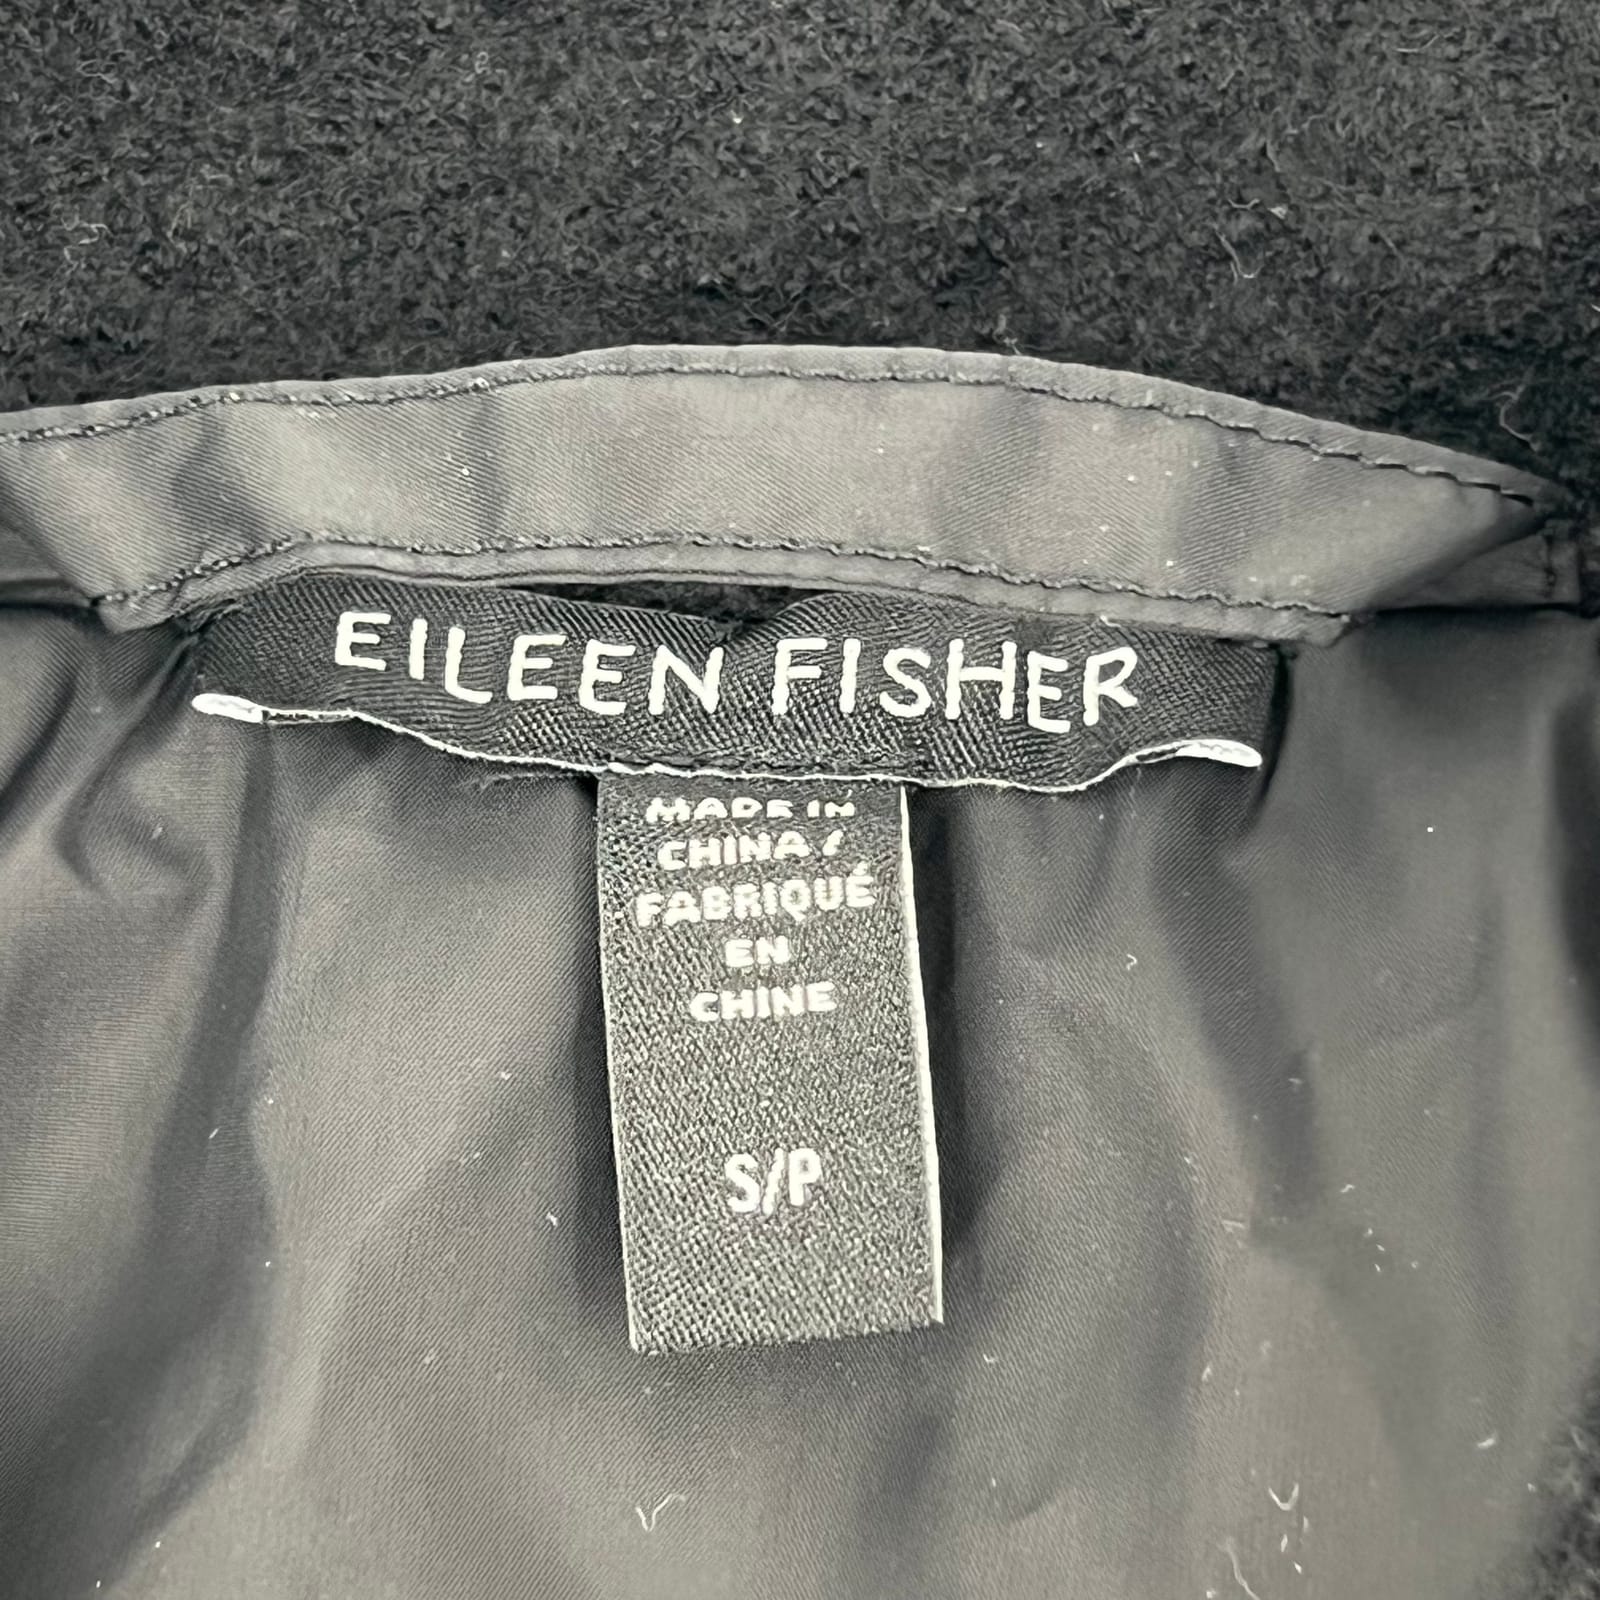 EILEEN FISHER
MADE IN
CHINA /
FABRIQUÉ
EN
CHINE
S/P